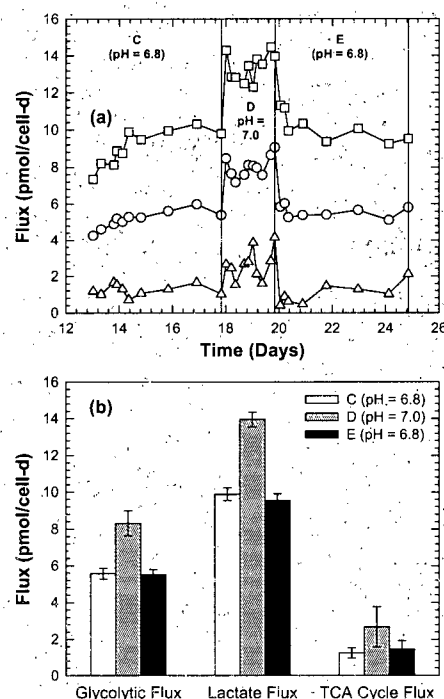 16
14
12
10
8
6
4
2
0
Flux (pmol/cell-d)
C
(pH = 6.8)
E
(pH = 6.8)
(a)
D
pH =
7.0
12 14 16 18 20 22 24 26
Time (Days)
16
14
12
10
8
6
4
2
0
Flux (pmol/cell-d)
(b)
C (pH = 6.8)
D (pH = 7.0)
E (pH = 6.8)
Glycolytic Flux Lactate Flux TCA Cycle Flux